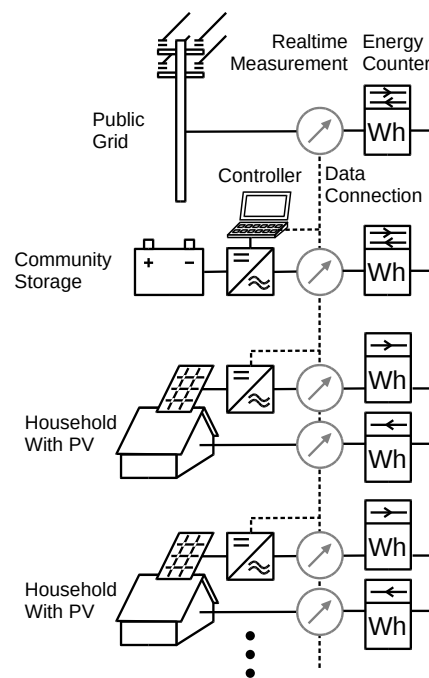 Realtime
Measurement
Energy
Counter
Public
Grid
Wh
Controller
Data
Connection
Community
Storage
+ −
Wh
Wh
Household
With PV
Wh
Wh
Household
With PV
Wh